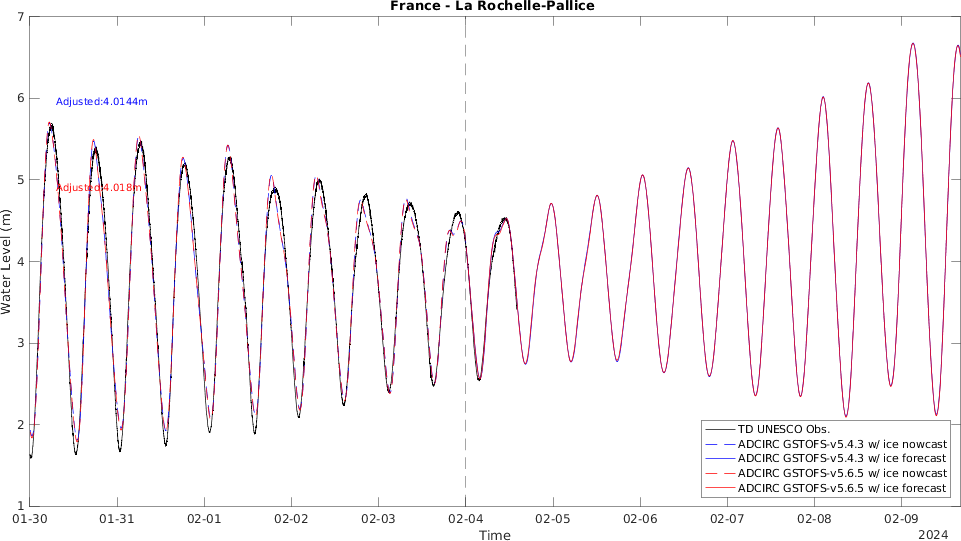 France - La Rochelle-Pallice
7
6
5
4
3
2
1
Water Level (m)
Adjusted:4.0144m
Adjusted:4.018m
TD UNESCO Obs.
ADCIRC GSTOFS-v5.4.3 w/ ice nowcast
ADCIRC GSTOFS-v5.4.3 w/ ice forecast
ADCIRC GSTOFS-v5.6.5 w/ ice nowcast
ADCIRC GSTOFS-v5.6.5 w/ ice forecast
01-30 01-31 02-01 02-02 02-03 02-04 02-05 02-06 02-07 02-08 02-09
Time
2024